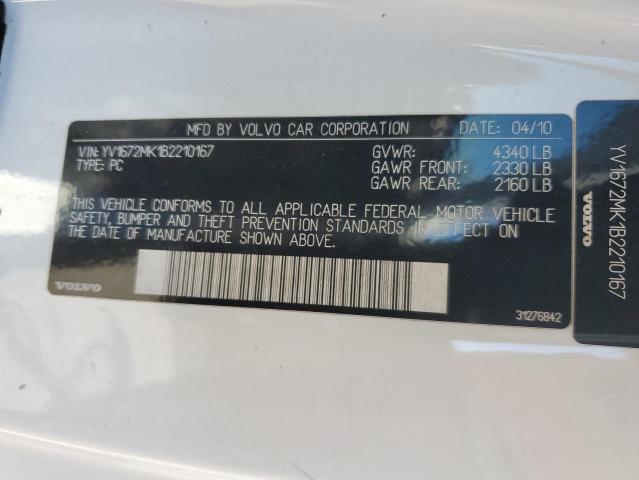 MFD BY VOLVO CAR CORPORATION DATE: 04/10
VIN: YV1672MK1B2210167 GVWR: 4340 LB
TYPE: PC GAWR FRONT: 2330 LB
GAWR REAR: 2160 LB
THIS VEHICLE CONFORMS TO ALL APPLICABLE FEDERAL MOTOR VEHICLE
SAFETY, BUMPER AND THEFT PREVENTION STANDARDS IN EFFECT ON
THE DATE OF MANUFACTURE SHOWN ABOVE.
VOLVO
31276842
YV1672MK1B2210167
VOLVO